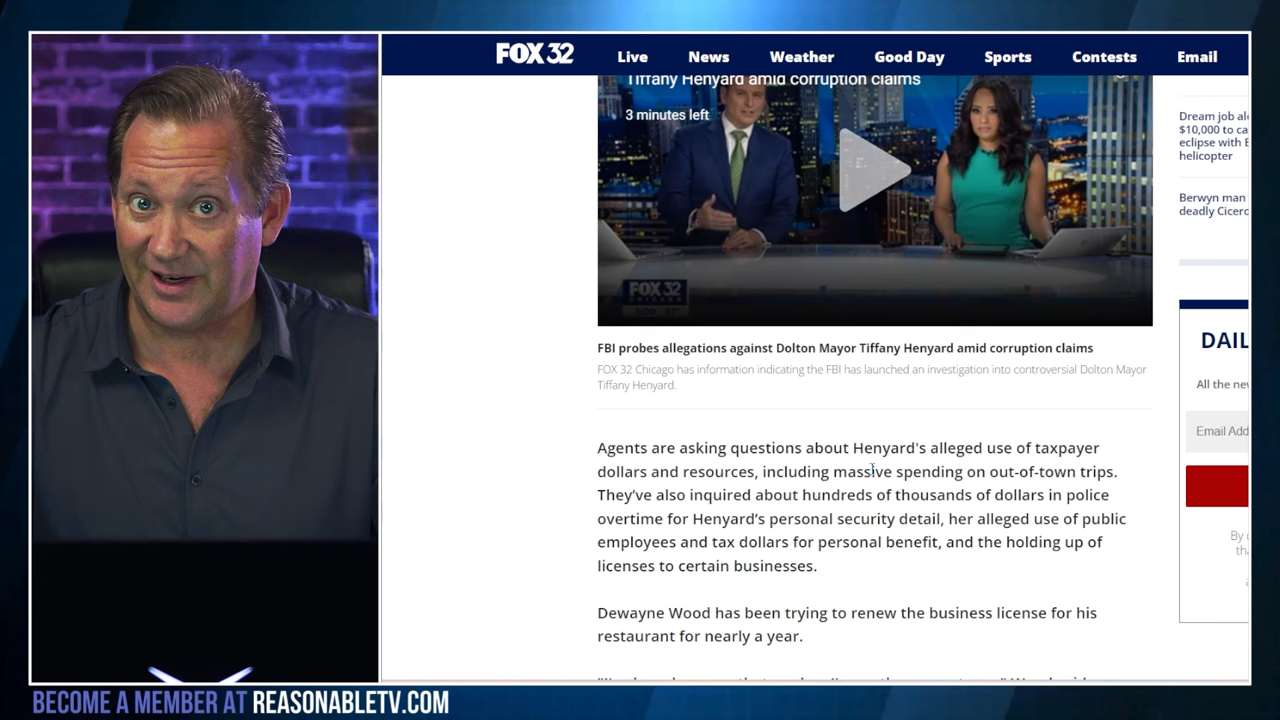 FOX 32
Live News Weather Good Day Sports Contests Email
Tiffany Henyard amid corruption claims
3 minutes left
FOX 32
CHICAGO
Dream job
$10,000 to
eclipse with
helicopter
Berwyn man
deadly
FBI probes allegations against Dolton Mayor Tiffany Henyard amid corruption claims
FOX 32 Chicago has information indicating the FBI has launched an investigation into controversial Dolton Mayor
Tiffany Henyard.
Agents are asking questions about Henyard's alleged use of taxpayer
dollars and resources, including massive spending on out-of-town trips.
They've also inquired about hundreds of thousands of dollars in police
overtime for Henyard's personal security detail, her alleged use of public
employees and tax dollars for personal benefit, and the holding up of
licenses to certain businesses.
Dewayne Wood has been trying to renew the business license for his
restaurant for nearly a year.
DAIL
All the
Email Add
BECOME A MEMBER AT REASONABLETV.COM